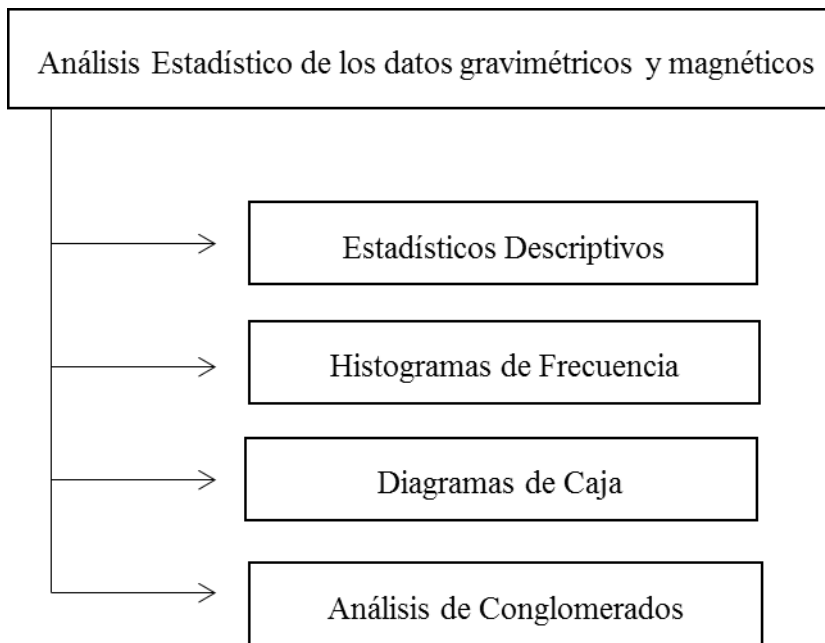 Análisis Estadístico de los datos gravimétricos y magnéticos
Estadísticos Descriptivos
Histogramas de Frecuencia
Diagramas de Caja
Análisis de Conglomerados